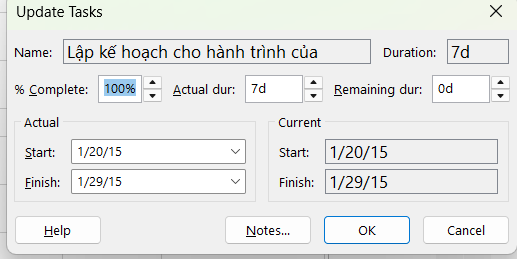 Update Tasks
Name: Lập kế hoạch cho hành trình của Duration: 7d
% Complete: 100% Actual dur: 7d Remaining dur: 0d
Actual Current
Start: 1/20/15 Start: 1/20/15
Finish: 1/29/15 Finish: 1/29/15
Help Notes... OK Cancel